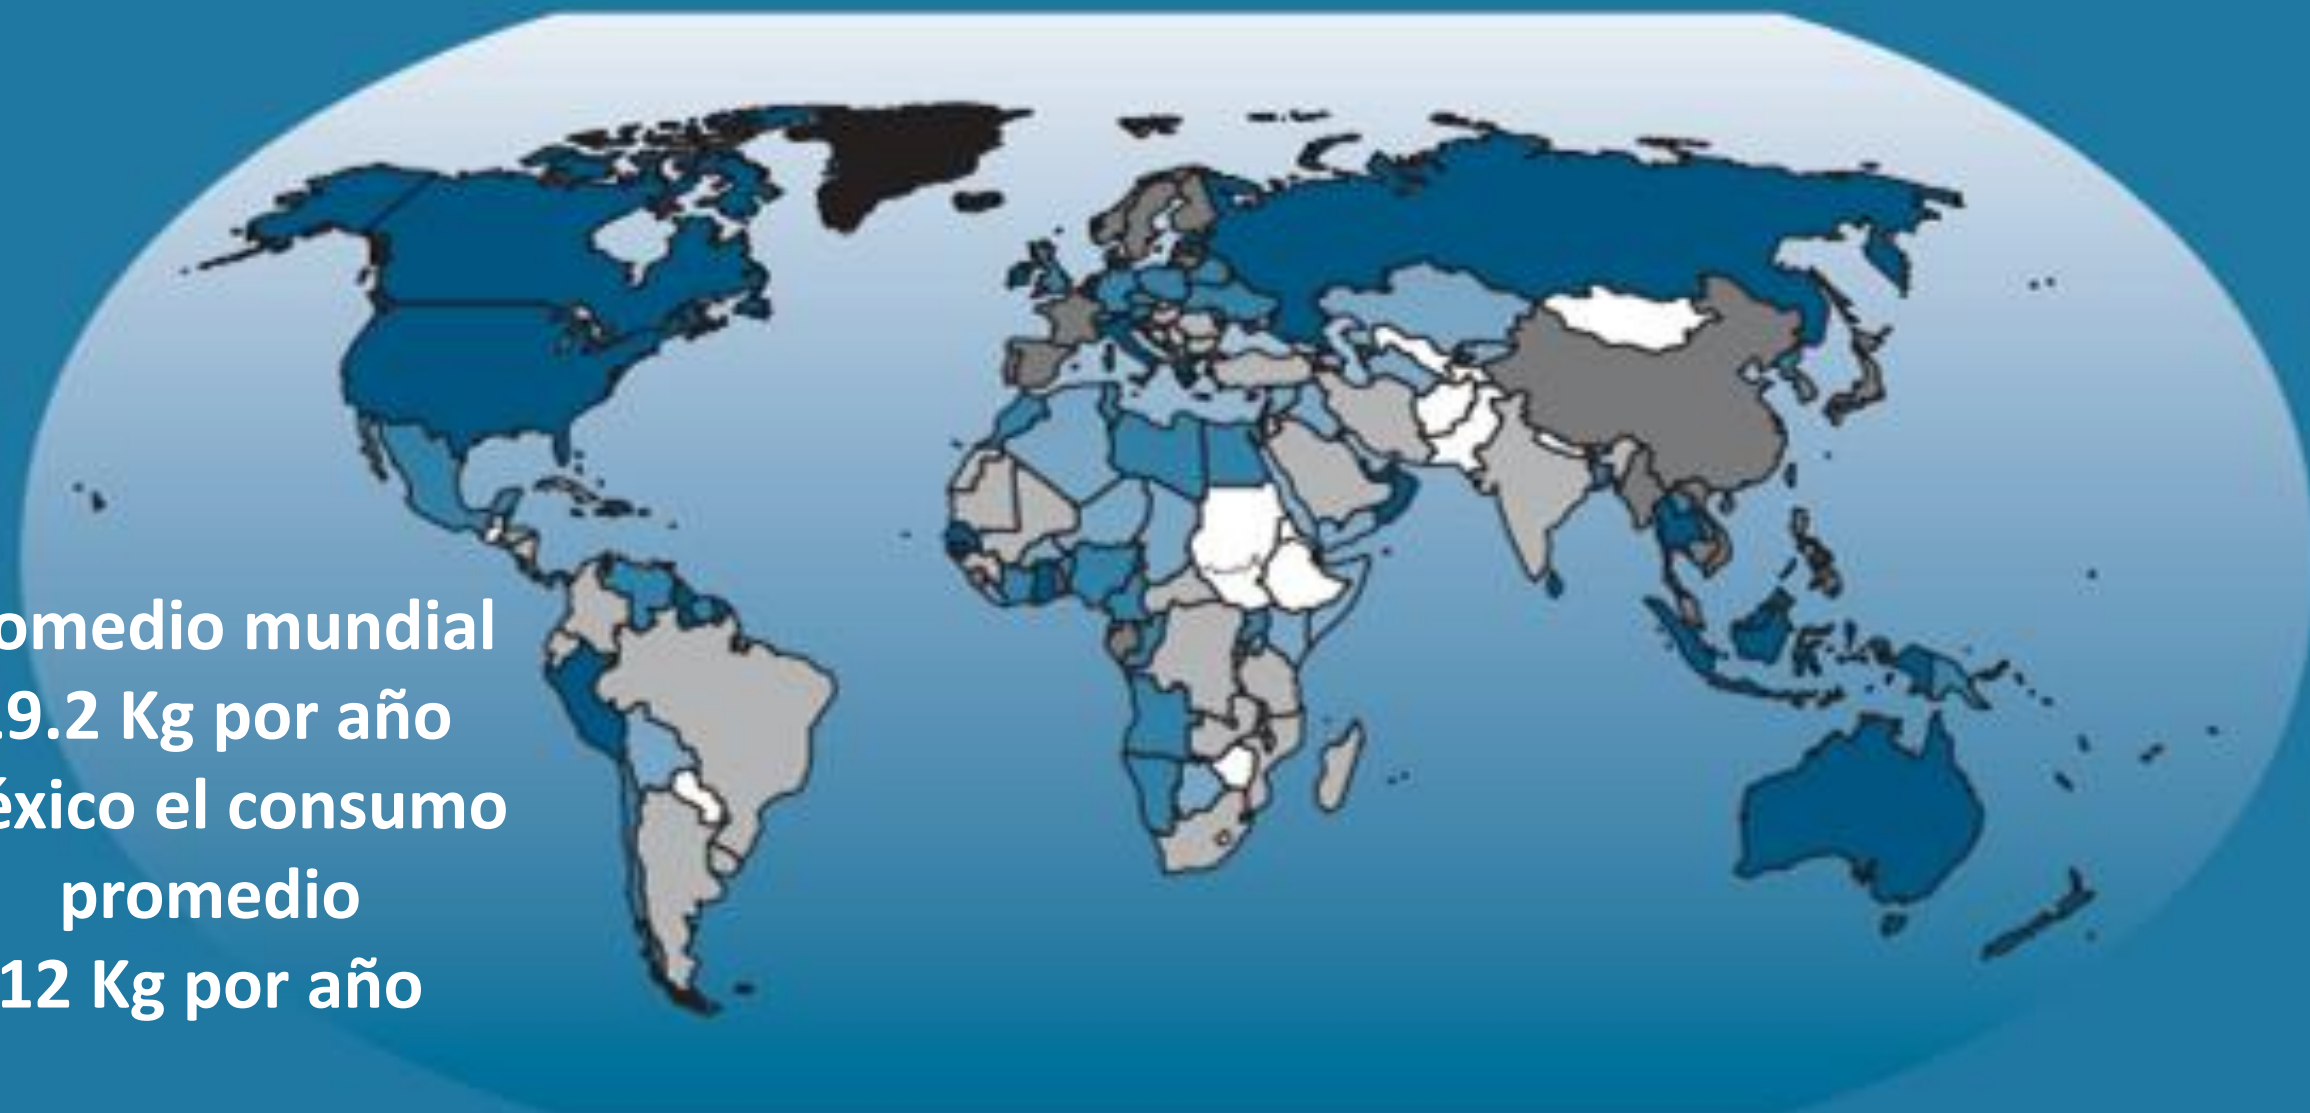 omedio mundial
9.2 Kg por año
éxico el consumo
promedio
12 Kg por año